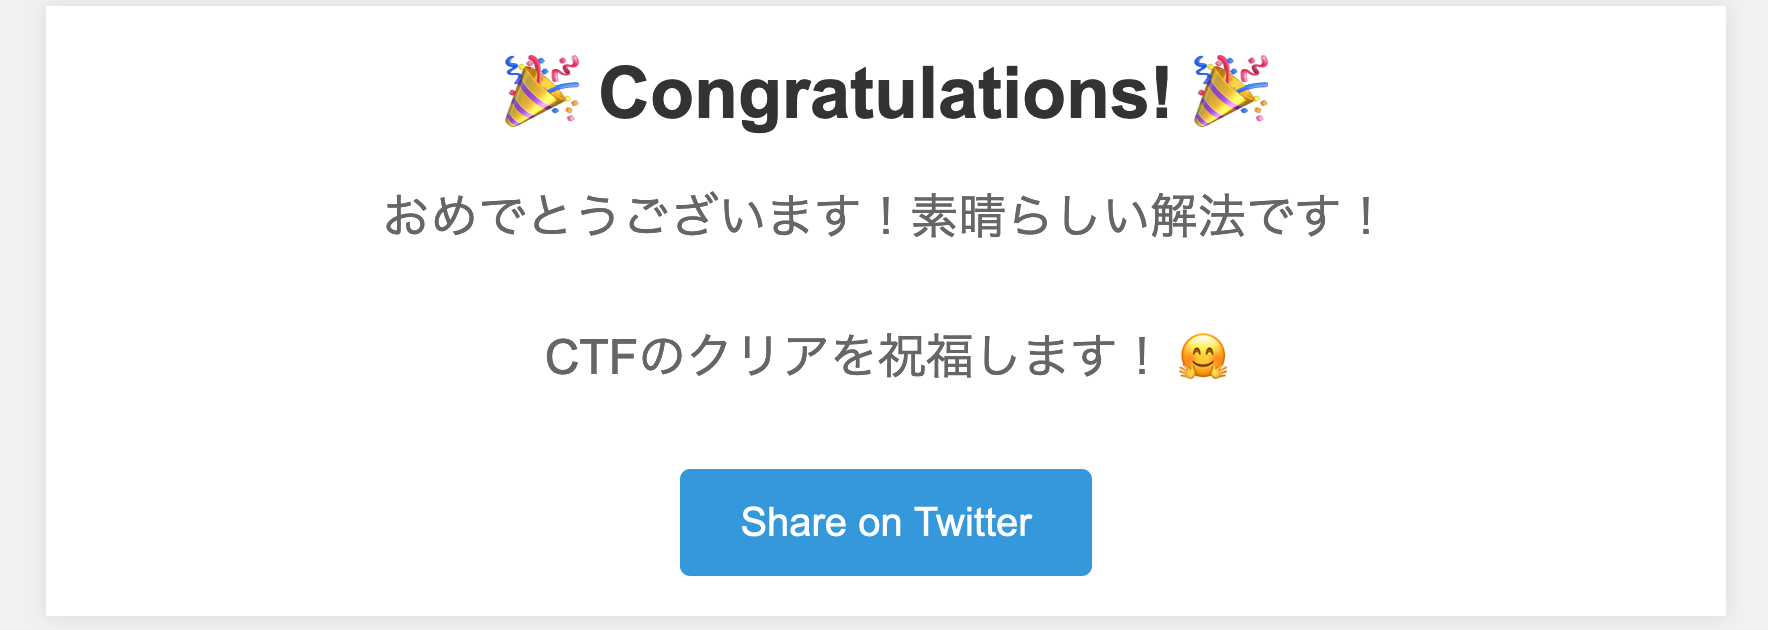 🎉 Congratulations! 🎉
おめでとうございます！素晴らしい解法です！
CTFのクリアを祝福します！ 🤗
Share on Twitter